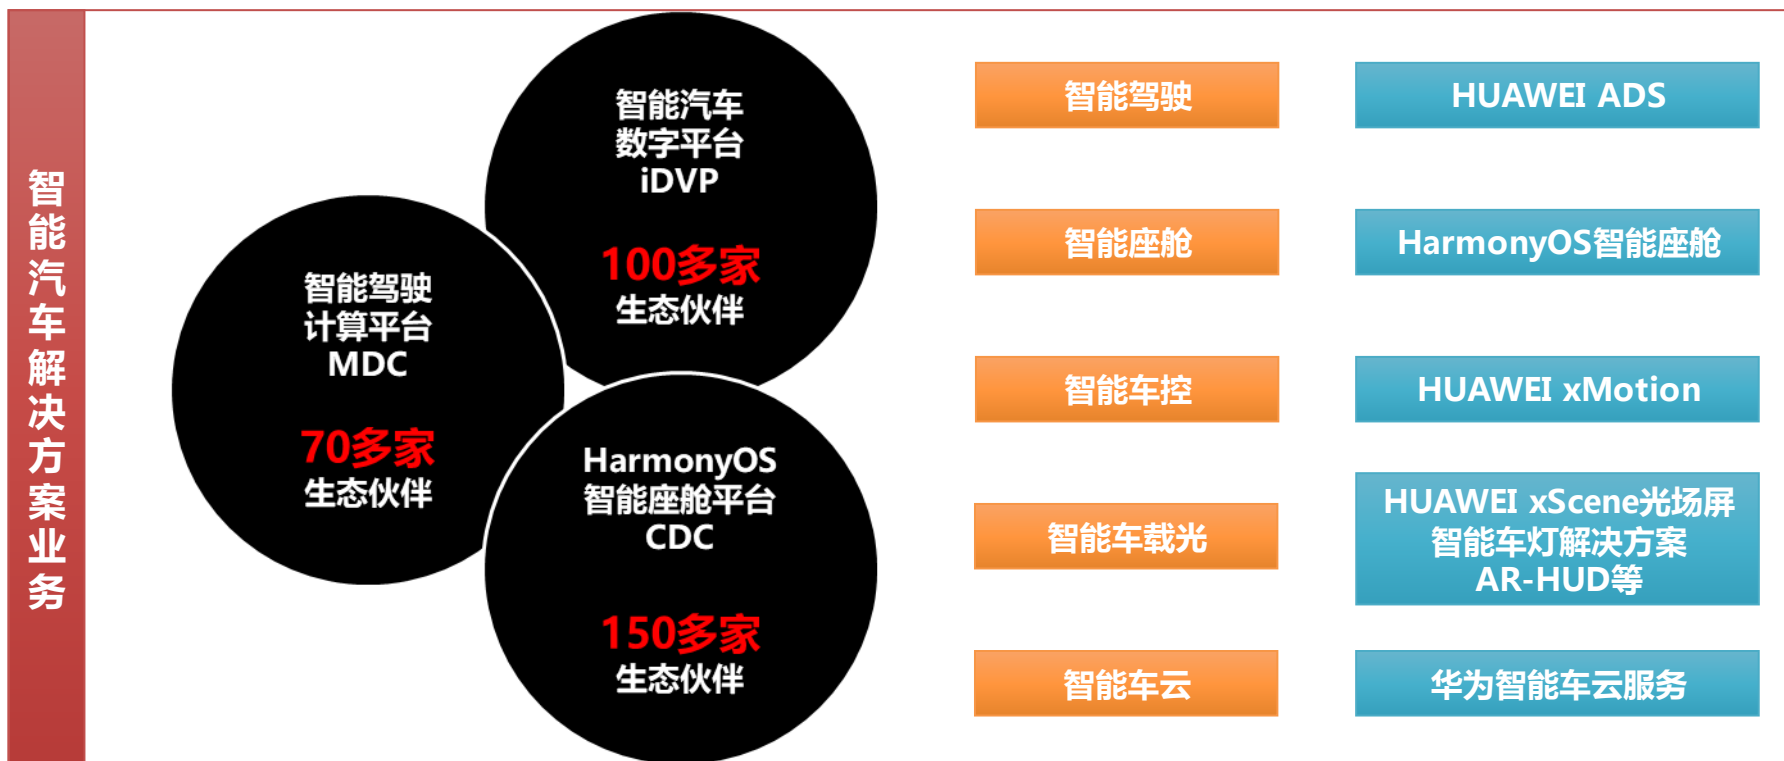 智能汽车解决方案业务
智能汽车
数字平台
iDVP
100多家
生态伙伴
智能驾驶
计算平台
MDC
70多家
生态伙伴
HarmonyOS
智能座舱平台
CDC
150多家
生态伙伴
智能驾驶
HUAWEI ADS
智能座舱
HarmonyOS智能座舱
智能车控
HUAWEI xMotion
智能车载光
HUAWEI xScene光场屏
智能车灯解决方案
AR-HUD等
智能车云
华为智能车云服务